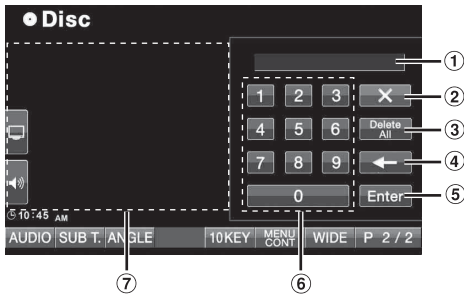 Disc
①
1 2 3 X ②
4 5 6 Delete All ③
7 8 9 ← ④
0 Enter ⑤
10:45 AM
AUDIO SUB T. ANGLE 10KEY MENU CONT WIDE P 2/2
⑦ ⑥